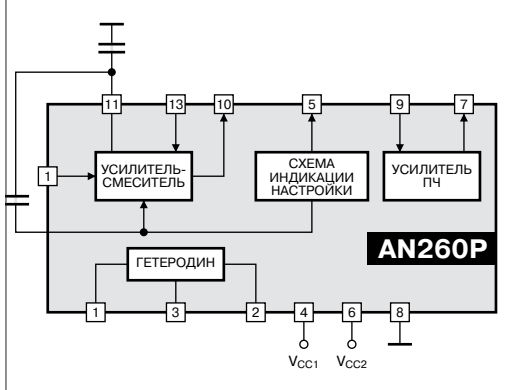 11 13 10 5 9 7
1
УСИЛИТЕЛЬ-
СМЕСИТЕЛЬ
СХЕМА
ИНДИКАЦИИ
НАСТРОЙКИ
УСИЛИТЕЛЬ
ПЧ
AN260P
ГЕТЕРОДИН
1 3 2 4 6 8
VCC1 VCC2